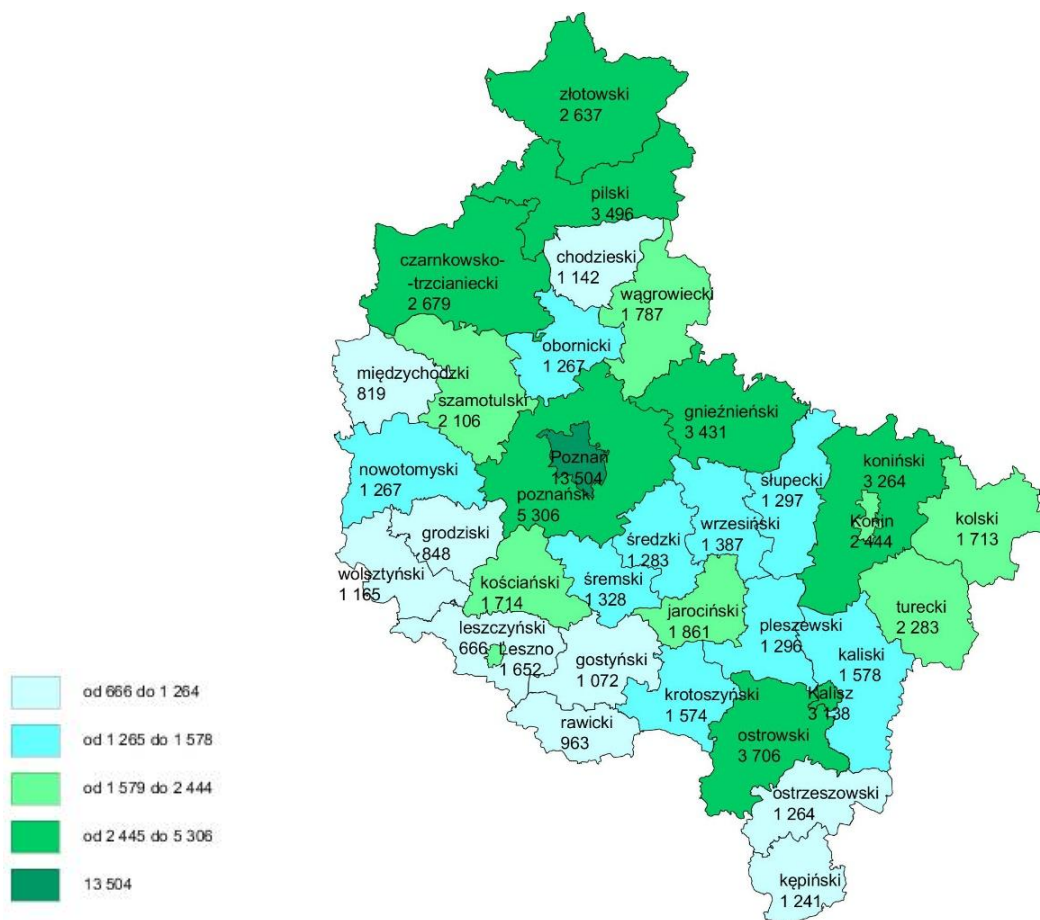 złotowski
2 637
pilski
3 496
chodzieski
1 142
czarnkowsko-
-trzcianiecki
2 679
wągrowiecki
1 787
obornicki
1 267
międzychodzki
819
szamotulski
2 106
gnieźnieński
3 431
Poznań
13 504
poznański
5 306
nowotomyski
1 267
słupecki
1 297
koniński
3 264
Konin
2 444
kolski
1 713
grodziski
848
średzki
1 283
wrzesiński
1 387
wolsztyński
1 165
kościański
1 714
śremski
1 328
jarociński
1 861
turecki
2 283
leszczyński
666
Leszno
1 652
gostyński
1 072
pleszewski
1 296
kaliski
1 578
krotoszyński
1 574
Kalisz
3 138
rawicki
963
ostrowski
3 706
ostrzeszowski
1 264
kępiński
1 241
od 666 do 1 264
od 1 265 do 1 578
od 1 579 do 2 444
od 2 445 do 5 306
13 504